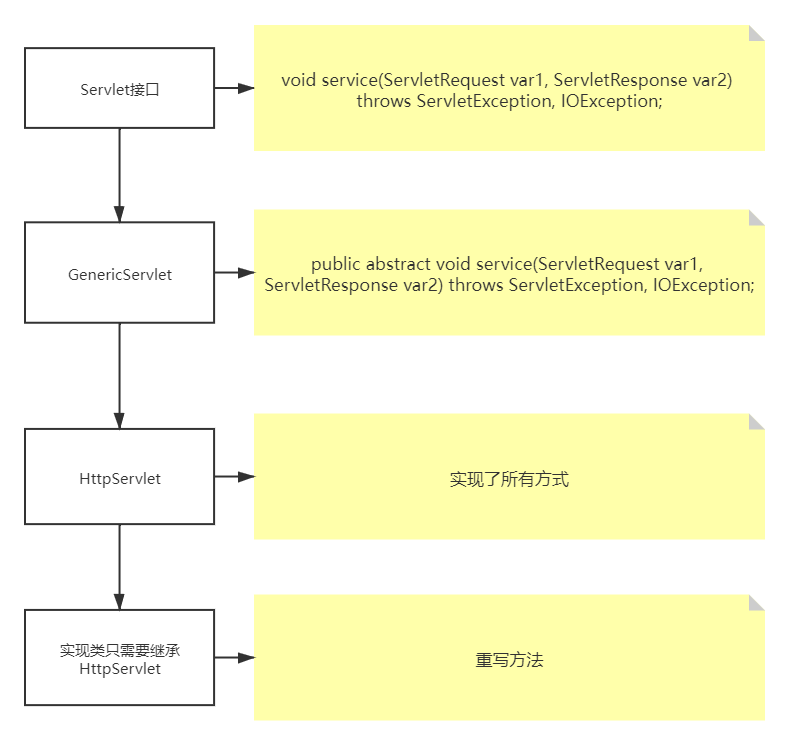 Servlet接口
void service(ServletRequest var1, ServletResponse var2)
throws ServletException, IOException;
GenericServlet
public abstract void service(ServletRequest var1,
ServletResponse var2) throws ServletException, IOException;
HttpServlet
实现了所有方式
实现类只需要继承
HttpServlet
重写方法